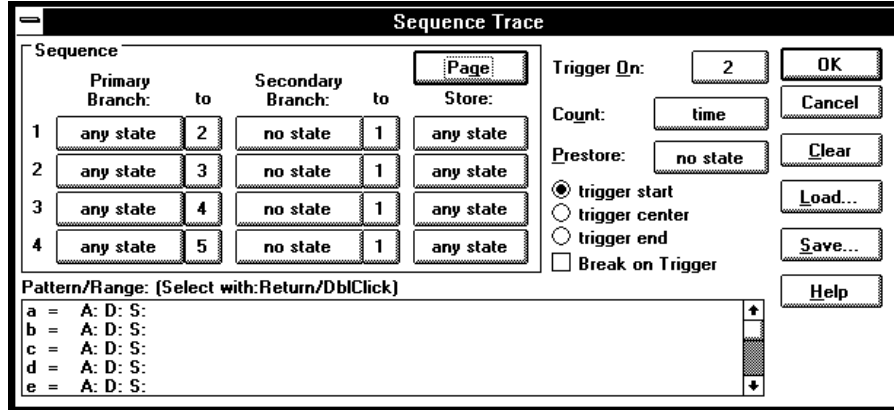 Sequence Trace
Sequence
Page
Primary Branch: to Secondary Branch: to Store:
1 any state 2 no state 1 any state
2 any state 3 no state 1 any state
3 any state 4 no state 1 any state
4 any state 5 no state 1 any state
Trigger On: 2
Count: time
Prestore: no state
trigger start
trigger center
trigger end
Break on Trigger
OK
Cancel
Clear
Load...
Save...
Help
Pattern/Range: (Select with:Return/DblClick)
a = A: D: S:
b = A: D: S:
c = A: D: S:
d = A: D: S:
e = A: D: S: